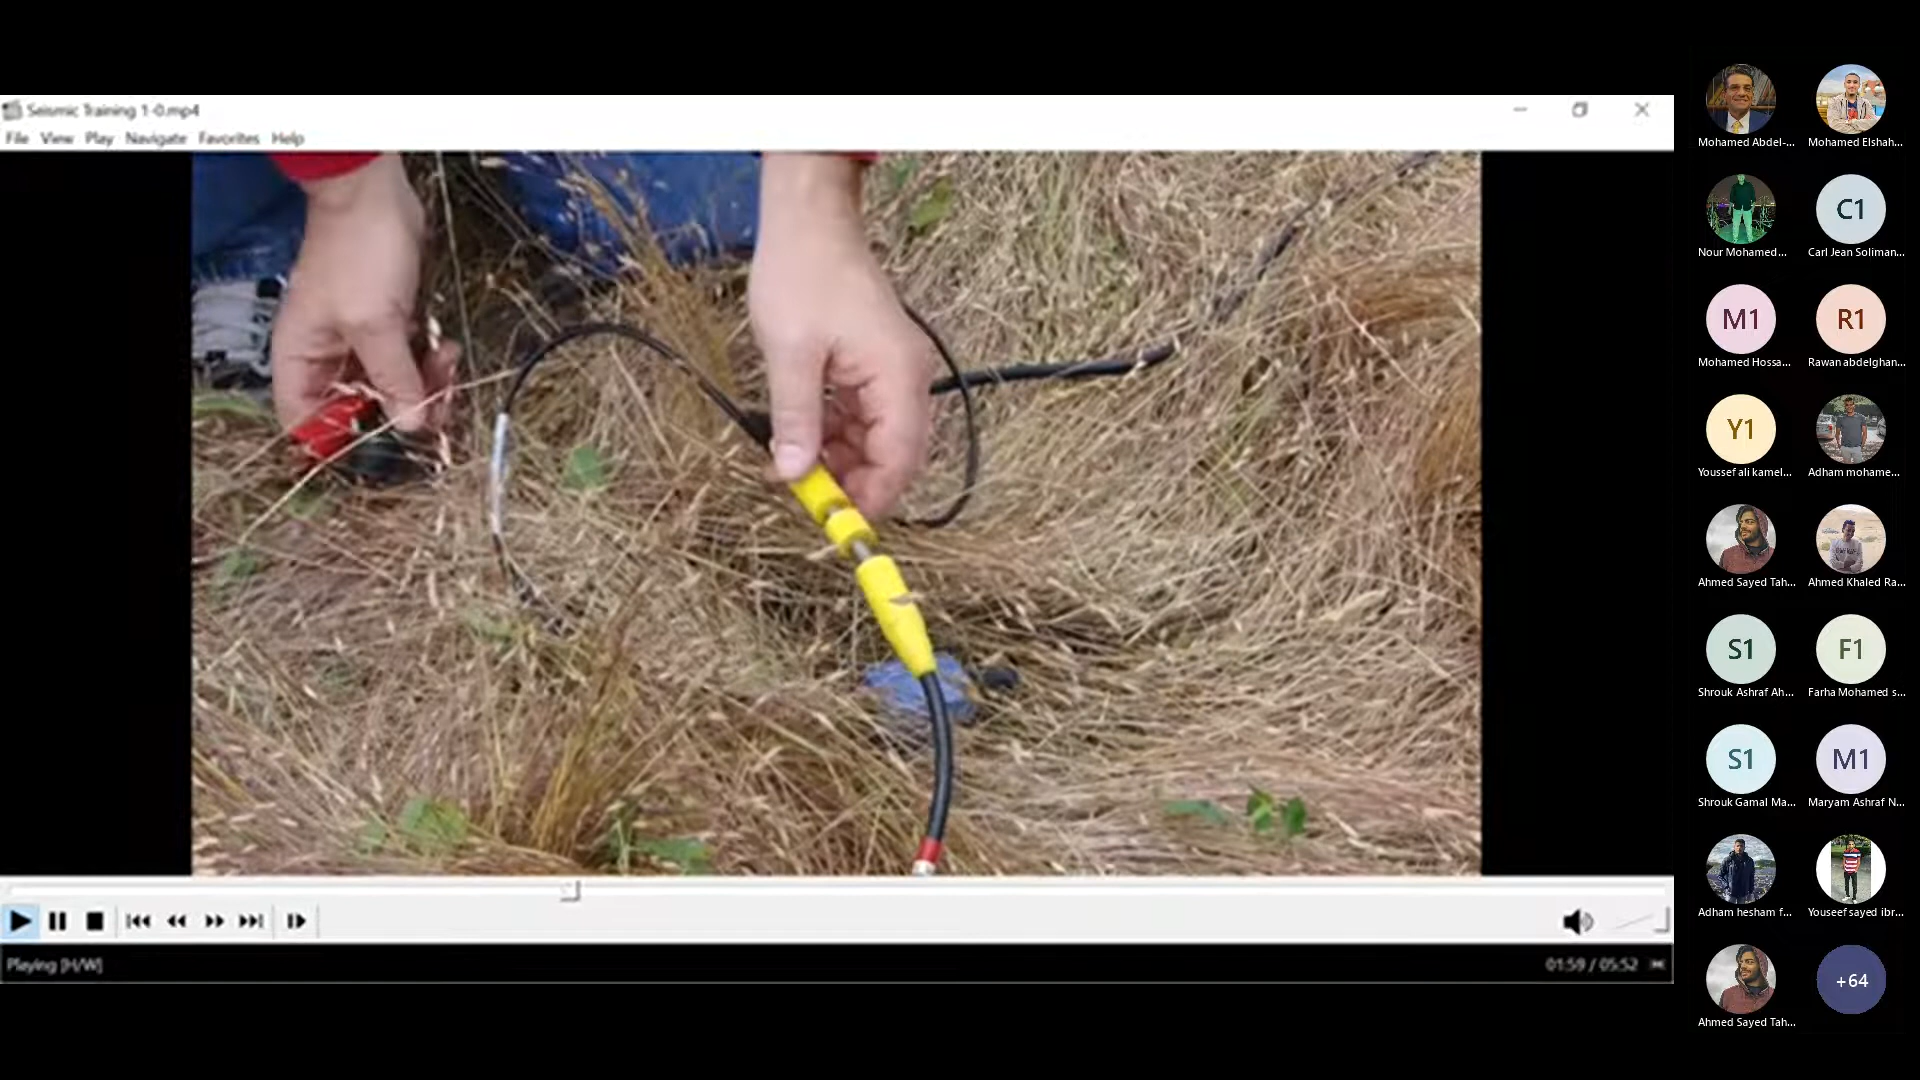 Seismic Training 1-0.mp4
File View Play Navigate Favorites Help
Playing [H/W]
01:59 / 05:52
Mohamed Abdel-...
Mohamed Elshah...
Nour Mohamed...
C1
Carl Jean Soliman...
M1
Mohamed Hossa...
R1
Rawan abdelghan...
Y1
Youssef ali kamel...
Adham mohame...
Ahmed Sayed Tah...
Ahmed Khaled Ra...
S1
Shrouk Ashraf Ah...
F1
Farha Mohamed s...
S1
Shrouk Gamal Ma...
M1
Maryam Ashraf N...
Adham hesham f...
Youseef sayed ibr...
Ahmed Sayed Tah...
+64